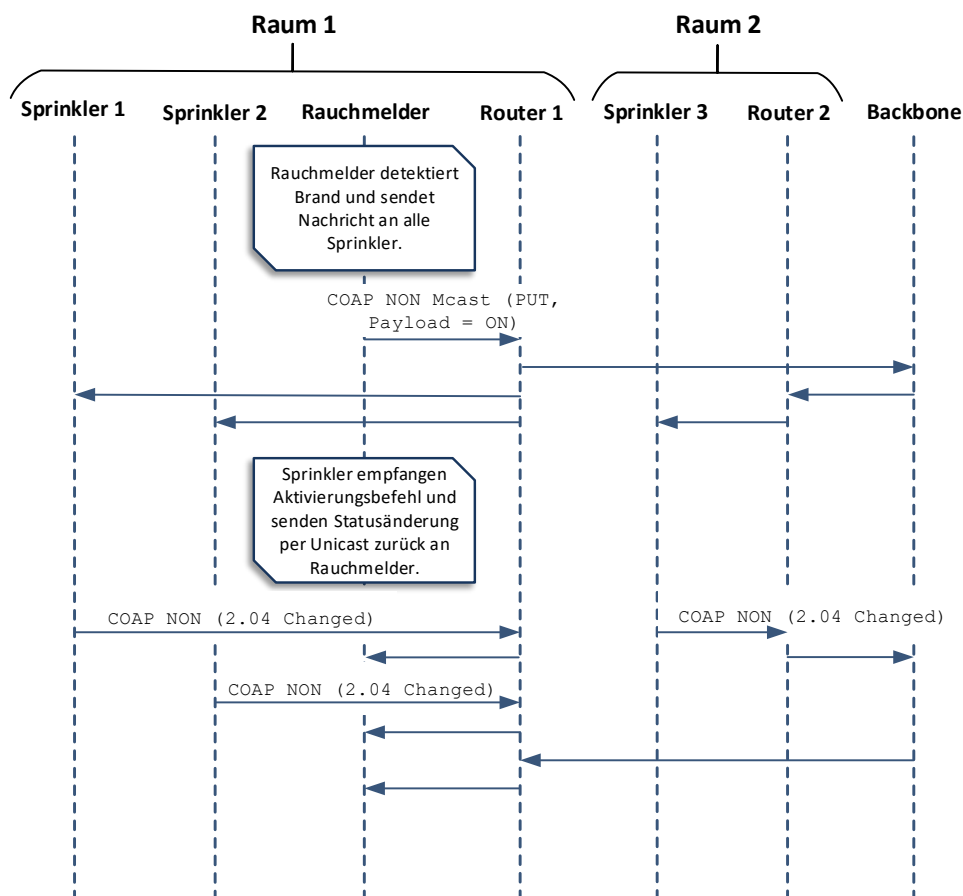 Raum 1
Raum 2
Sprinkler 1
Sprinkler 2
Rauchmelder
Router 1
Sprinkler 3
Router 2
Backbone
Rauchmelder detektiert
Brand und sendet
Nachricht an alle
Sprinkler.
COAP NON Mcast (PUT,
Payload = ON)
Sprinkler empfangen
Aktivierungsbefehl und
senden Statusänderung
per Unicast zurück an
Rauchmelder.
COAP NON (2.04 Changed)
COAP NON (2.04 Changed)
COAP NON (2.04 Changed)